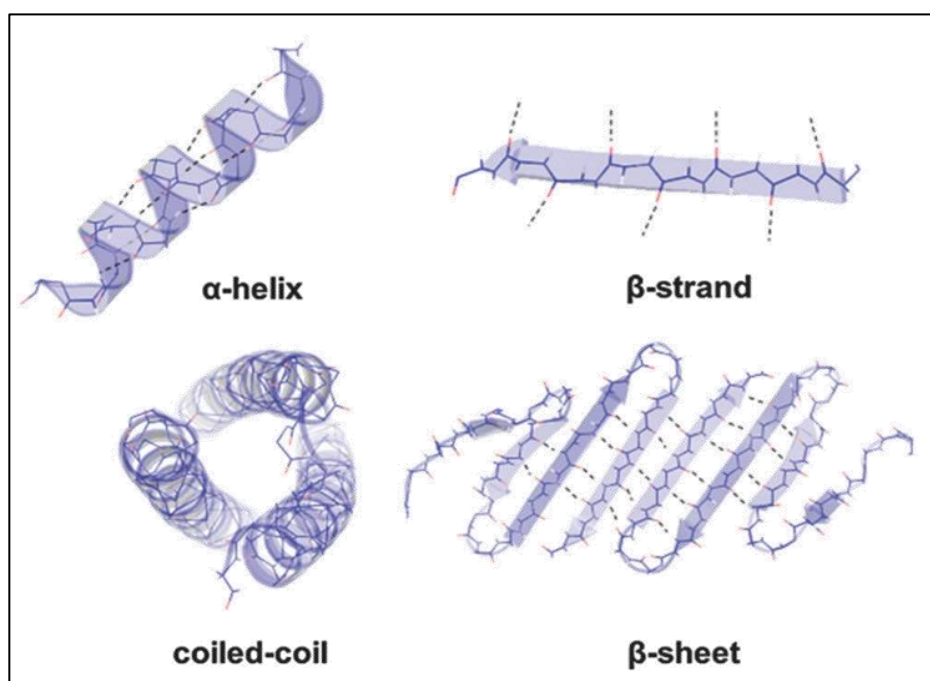 α-helix
β-strand
coiled-coil
β-sheet